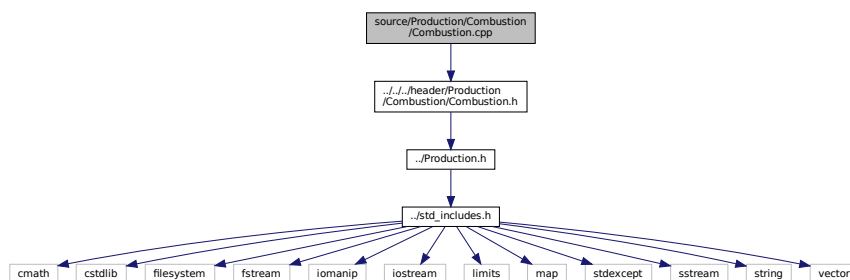 source/Production/Combustion
/Combustion.cpp
../../../header/Production
/Combustion/Combustion.h
../Production.h
../std_includes.h
cmath cstdlib filesystem fstream iomanip iostream limits map stdexcept sstream string vector